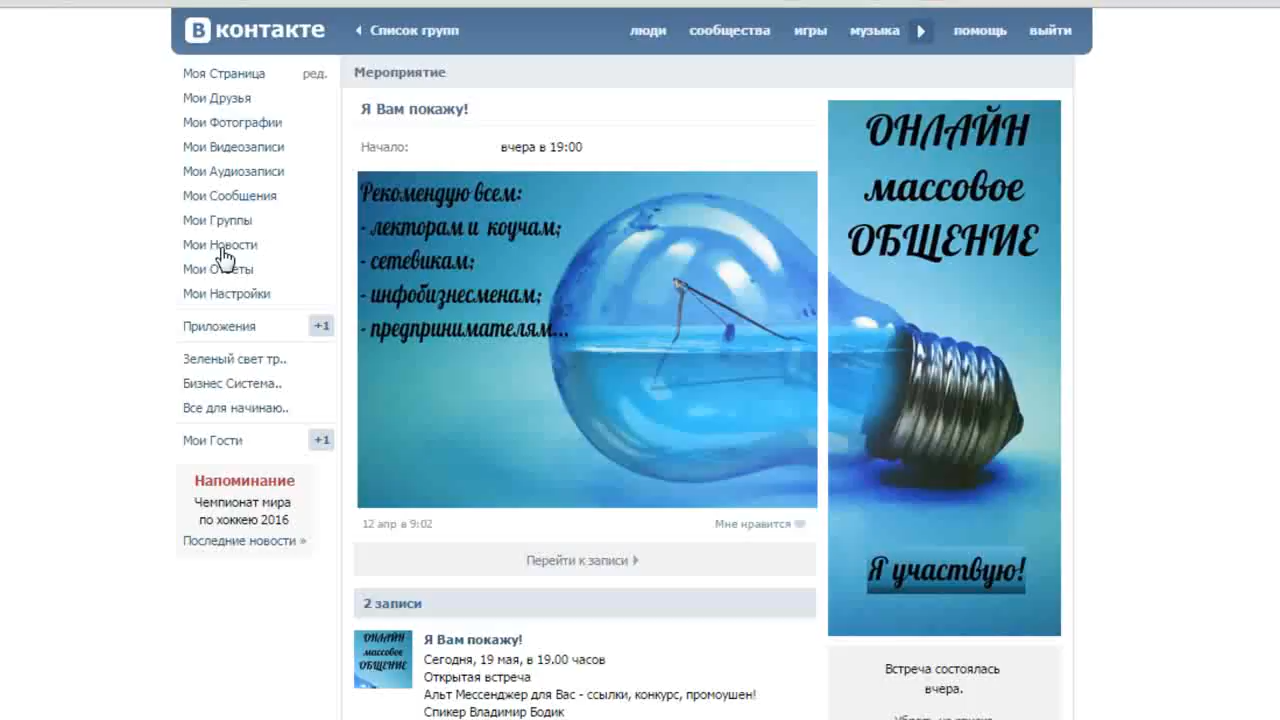 В контакте
Список групп
люди
сообщества
игры
музыка
помощь
выйти
Моя Страница
ред.
Мои Друзья
Мои Фотографии
Мои Видеозаписи
Мои Аудиозаписи
Мои Сообщения
Мои Группы
Мои Новости
Мои Ответы
Мои Настройки
Приложения
+1
Зеленый свет тр..
Бизнес Система..
Все для начинаю..
Мои Гости
+1
Напоминание
Чемпионат мира
по хоккею 2016
Последние новости »
Мероприятие
Я Вам покажу!
Начало:
вчера в 19:00
Рекомендую всем:
- лекторам и коучам;
- сетевикам;
- инфобизнесменам;
- предпринимателям...
12 апр в 9:02
Мне нравится
Перейти к записи
2 записи
ОНЛАЙН
массовое
ОБЩЕНИЕ
Я Вам покажу!
Сегодня, 19 мая, в 19.00 часов
Открытая встреча
Альт Мессенджер для Вас - ссылки, конкурс, промоушен!
Спикер Владимир Бодик
ОНЛАЙН
массовое
ОБЩЕНИЕ
Я участвую!
Встреча состоялась
вчера.